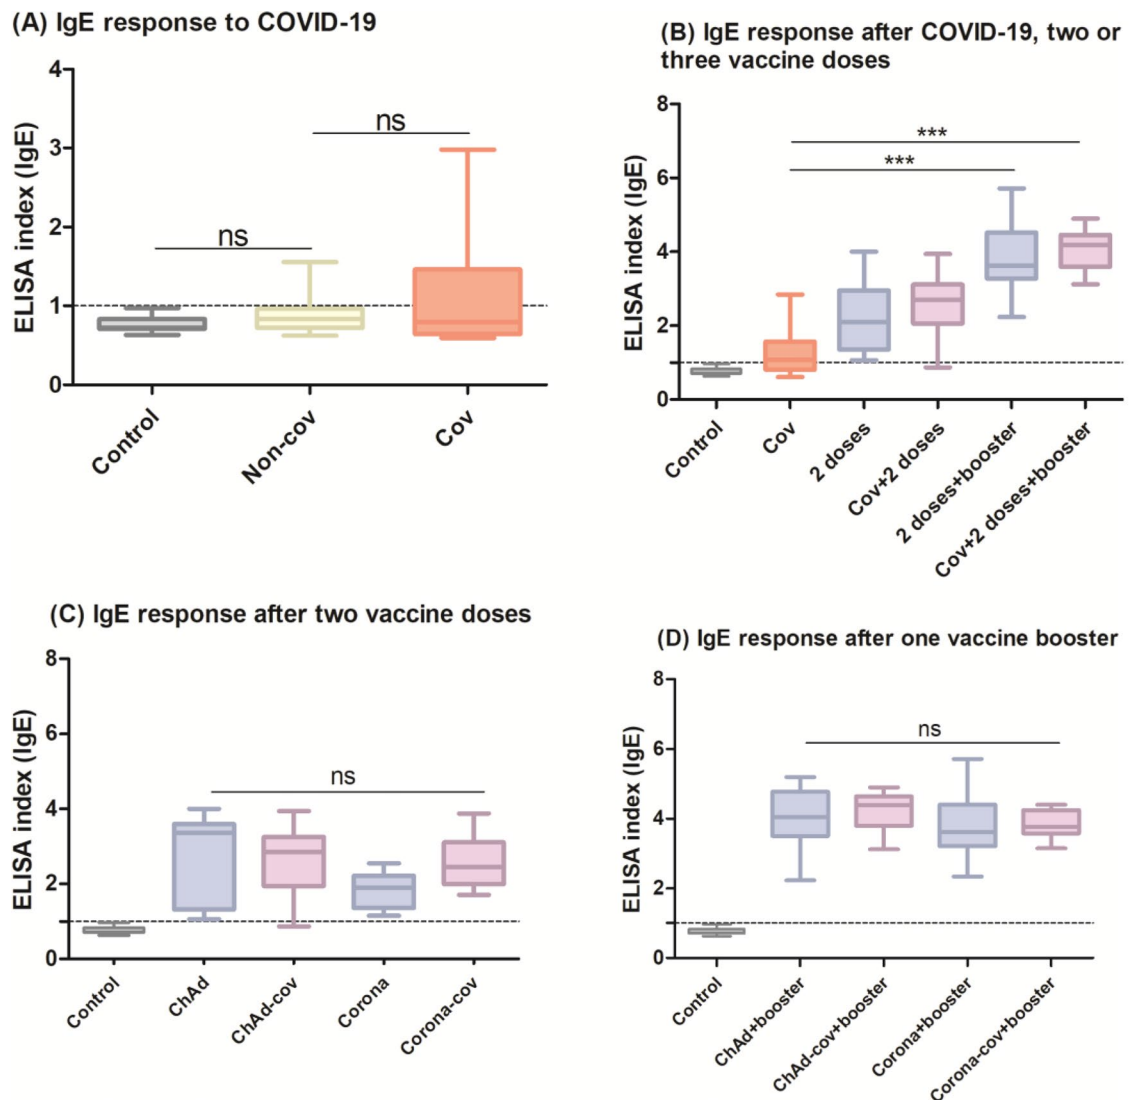 (A) IgE response to COVID-19
4
3
2
1
0
ELISA index (IgE)
ns
ns
Control
Non-cov
Cov
(B) IgE response after COVID-19, two or
three vaccine doses
8
6
4
2
0
ELISA index (IgE)
***
***
Control
Cov
2 doses
Cov+2 doses
2 doses+booster
Cov+2 doses+booster
(C) IgE response after two vaccine doses
8
6
4
2
0
ELISA index (IgE)
ns
Control
ChAd
ChAd-cov
Corona
Corona-cov
(D) IgE response after one vaccine booster
8
6
4
2
0
ELISA index (IgE)
ns
Control
ChAd+booster
ChAd-cov+booster
Corona+booster
Corona-cov+booster